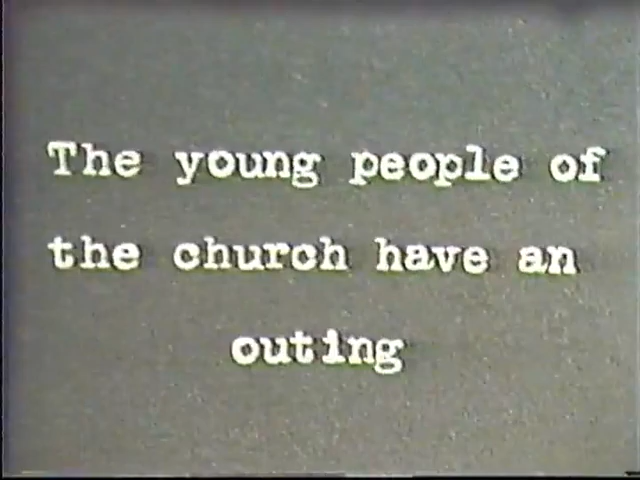 The young people of
the church have an
outing